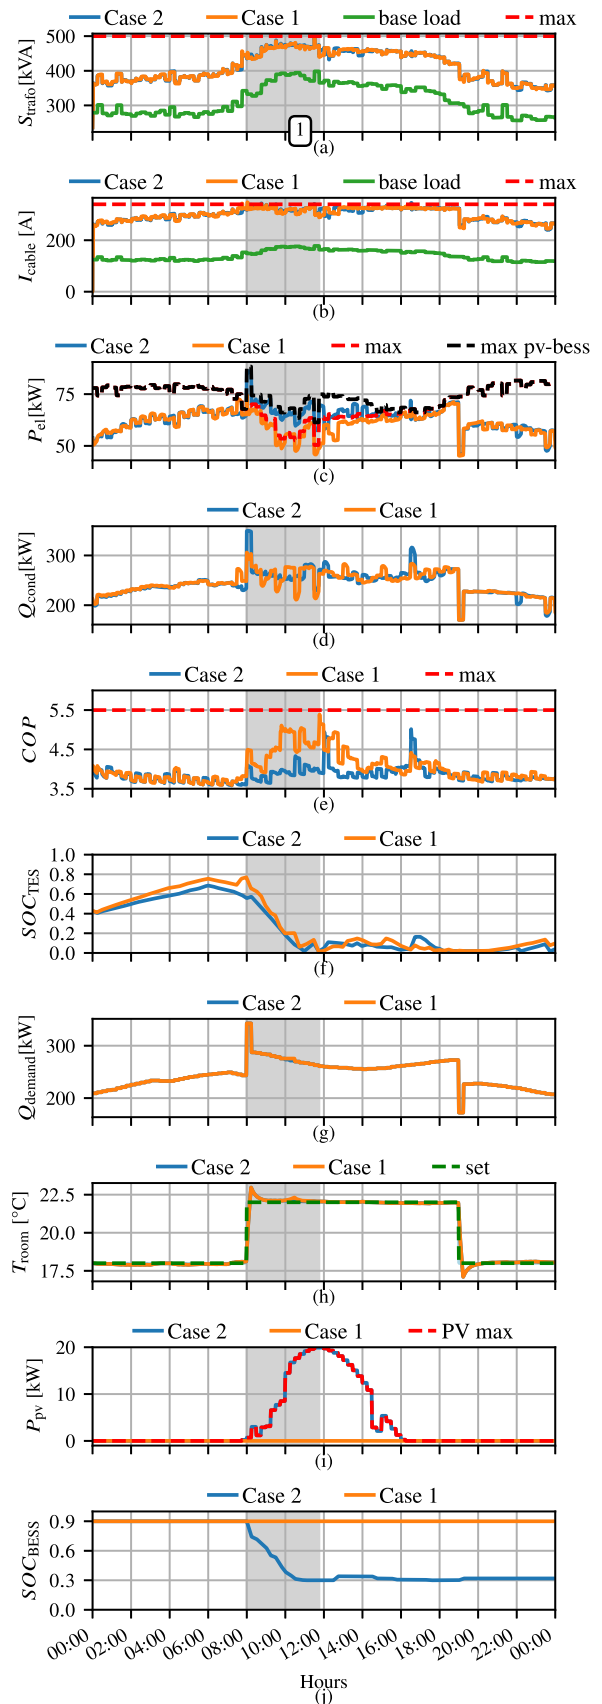 Case 2 Case 1 base load max
500
400
300
S_trafo[kVA]
1
(a)
Case 2 Case 1 base load max
200
0
I_cable [A]
(b)
Case 2 Case 1 max max pv-bess
75
50
P_el[kW]
(c)
Case 2 Case 1
300
200
Q_cond[kW]
(d)
Case 2 Case 1 max
5.5
4.5
3.5
COP
(e)
Case 2 Case 1
1.0
0.8
0.6
0.4
0.2
0.0
SOC_TES
(f)
Case 2 Case 1
300
200
Q_demand[kW]
(g)
Case 2 Case 1 set
22.5
20.0
17.5
T_room [°C]
(h)
Case 2 Case 1 PV max
20
10
0
P_pv [kW]
(i)
Case 2 Case 1
0.9
0.6
0.3
0.0
SOC_BESS
00:00 02:00 04:00 06:00 08:00 10:00 12:00 14:00 16:00 18:00 20:00 22:00 00:00
Hours
(j)